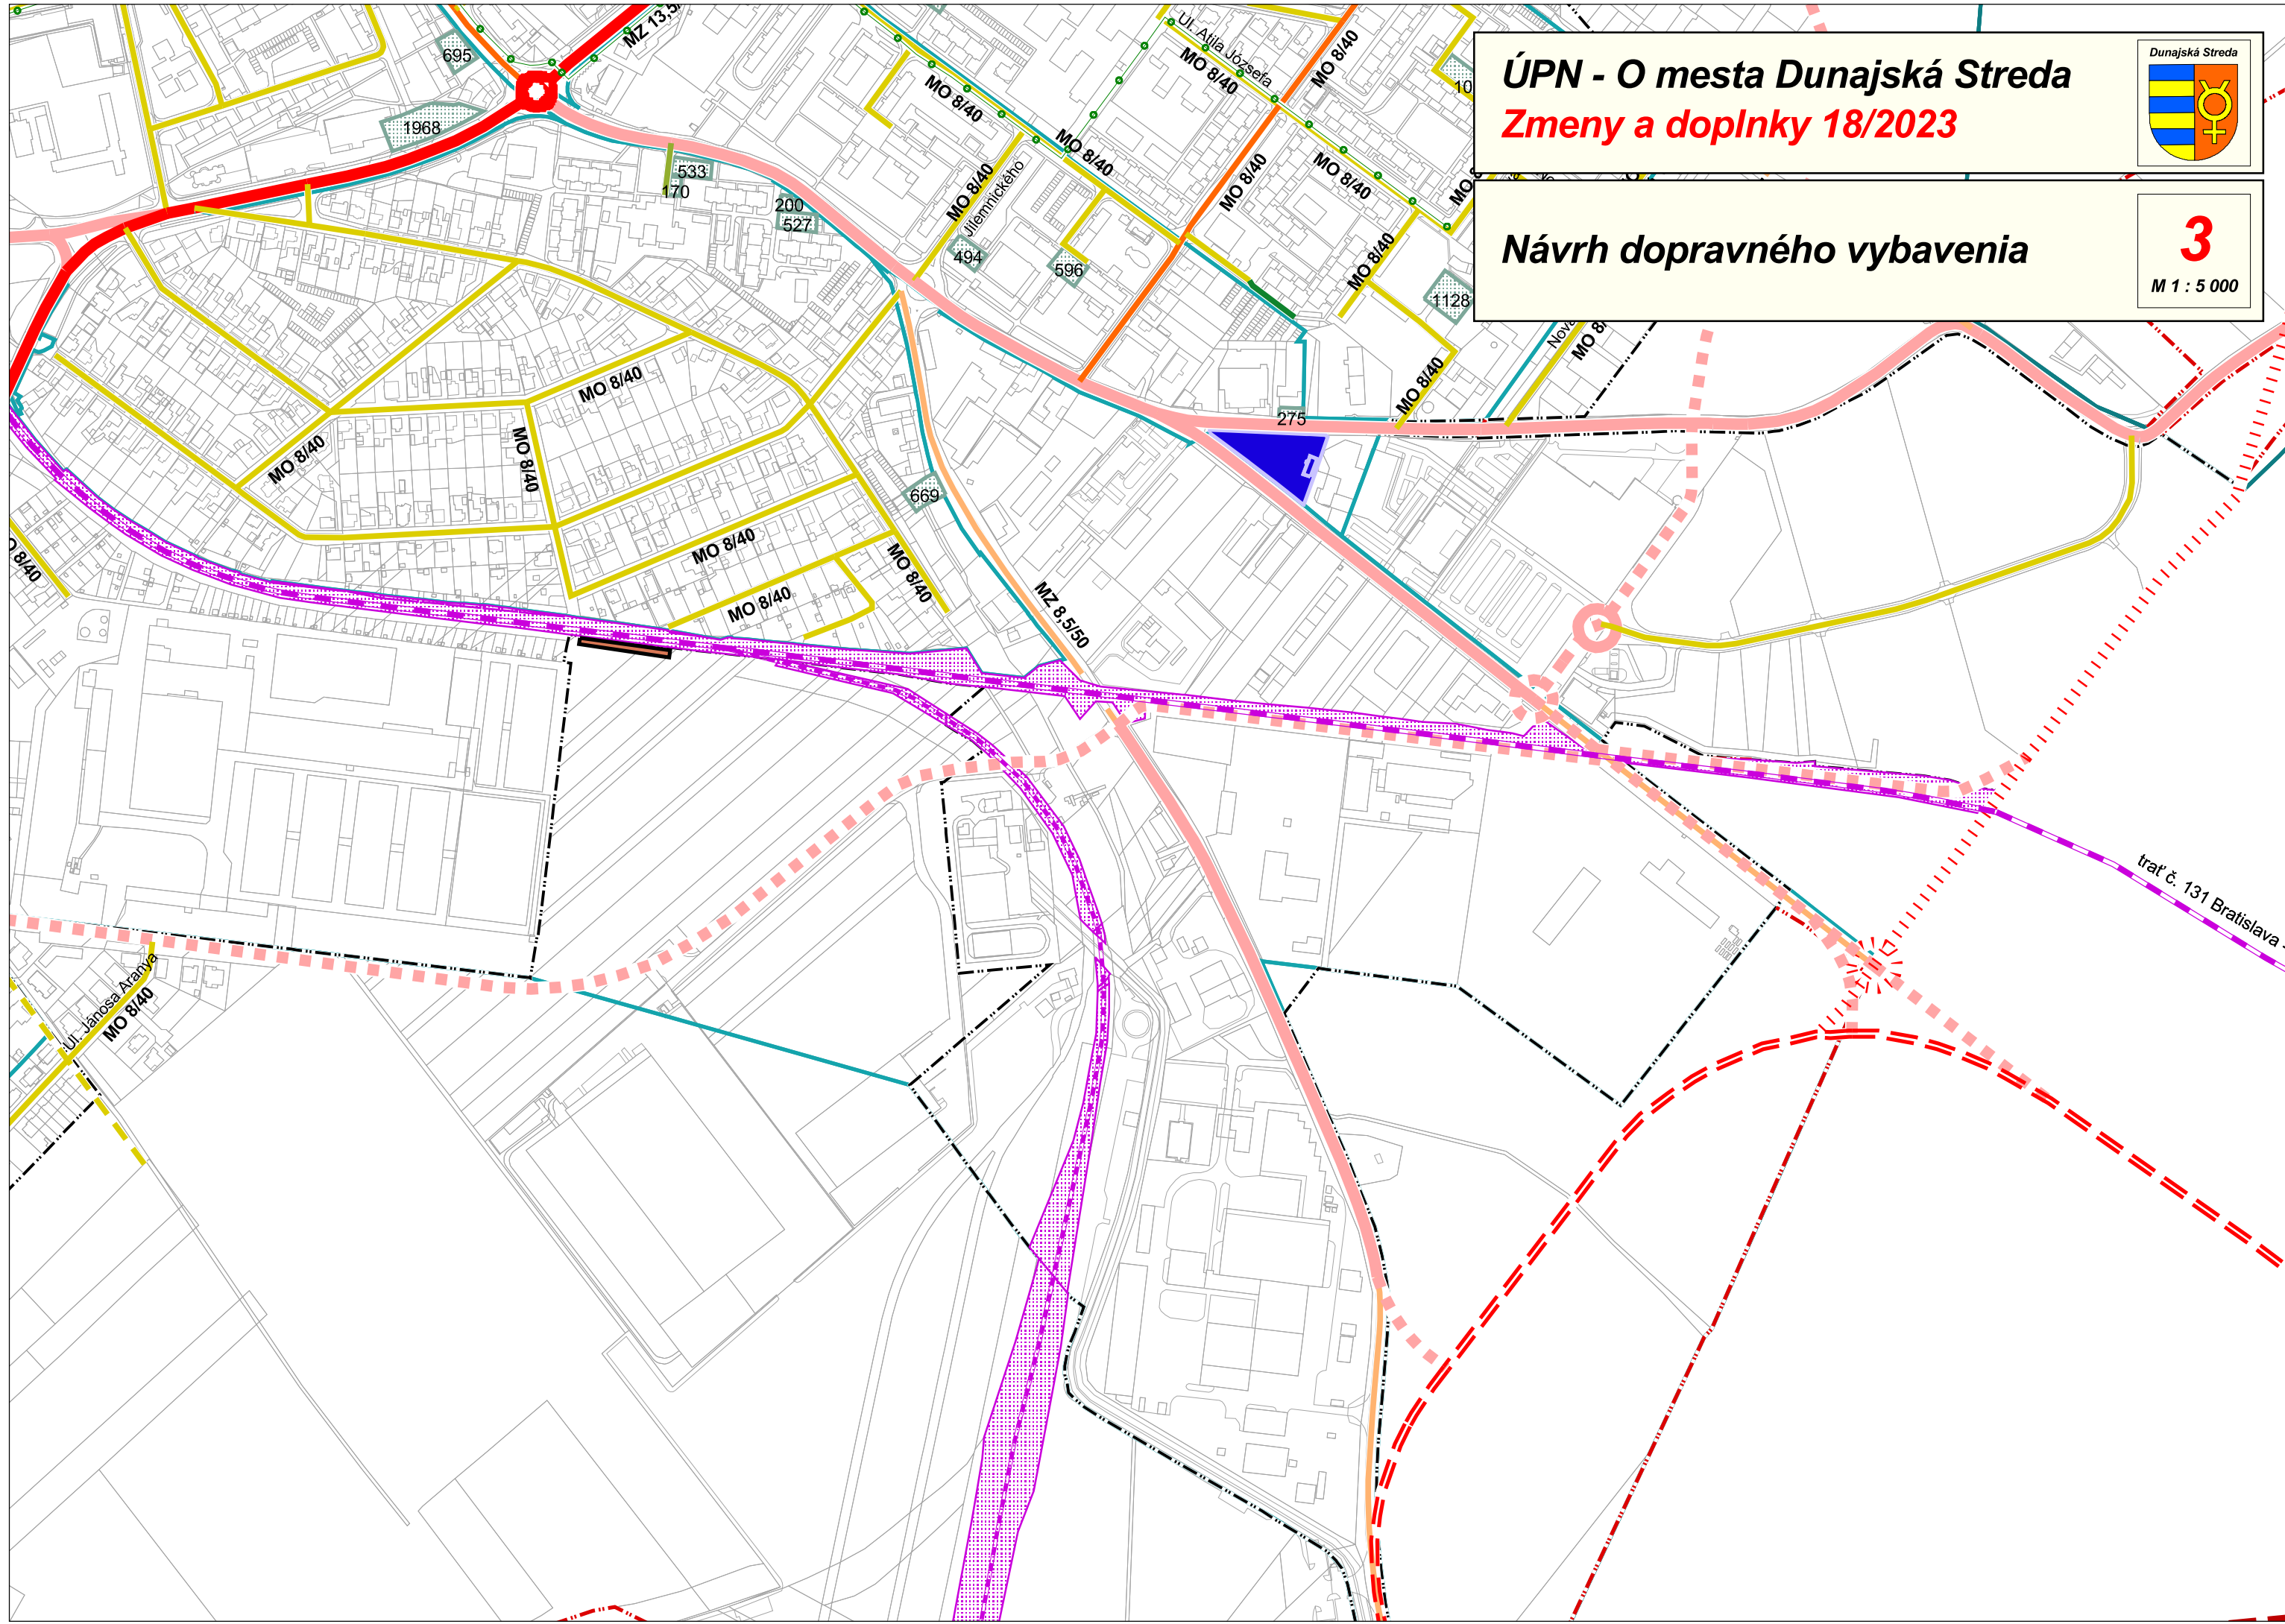 ÚPN - O mesta Dunajská Streda
Zmeny a doplnky 18/2023
Dunajská Streda
Návrh dopravného vybavenia
3
M 1 : 5 000
695
1968
MZ 13,5/
533
170
200
527
MO 8/40
Ul. Atila Józsefa
MO 8/40
MO 8/40
10
MO 8/40
MO 8/40
MO 8/40
MO 8/40
Jilemnického
494
596
MO 8/40
1128
MO 8/
275
MO 8/40
MO 8/40
MO 8/40
MO 8/40
669
MO 8/40
MO 8/40
MO 8/40
MZ 8,5/50
8/40
trať č. 131 Bratislava -
Ul. Jánosa Aranya
MO 8/40